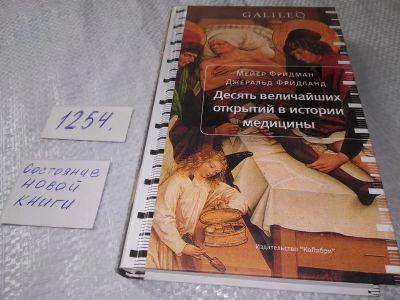 GALILEO
МЕЙЕР ФРИДМАН
ДЖЕРАЛЬД ФРИДЛАНД
Десять величайших
открытий в истории
медицины
Издательство "КоЛибри"
1254.
состояние
новой
книги